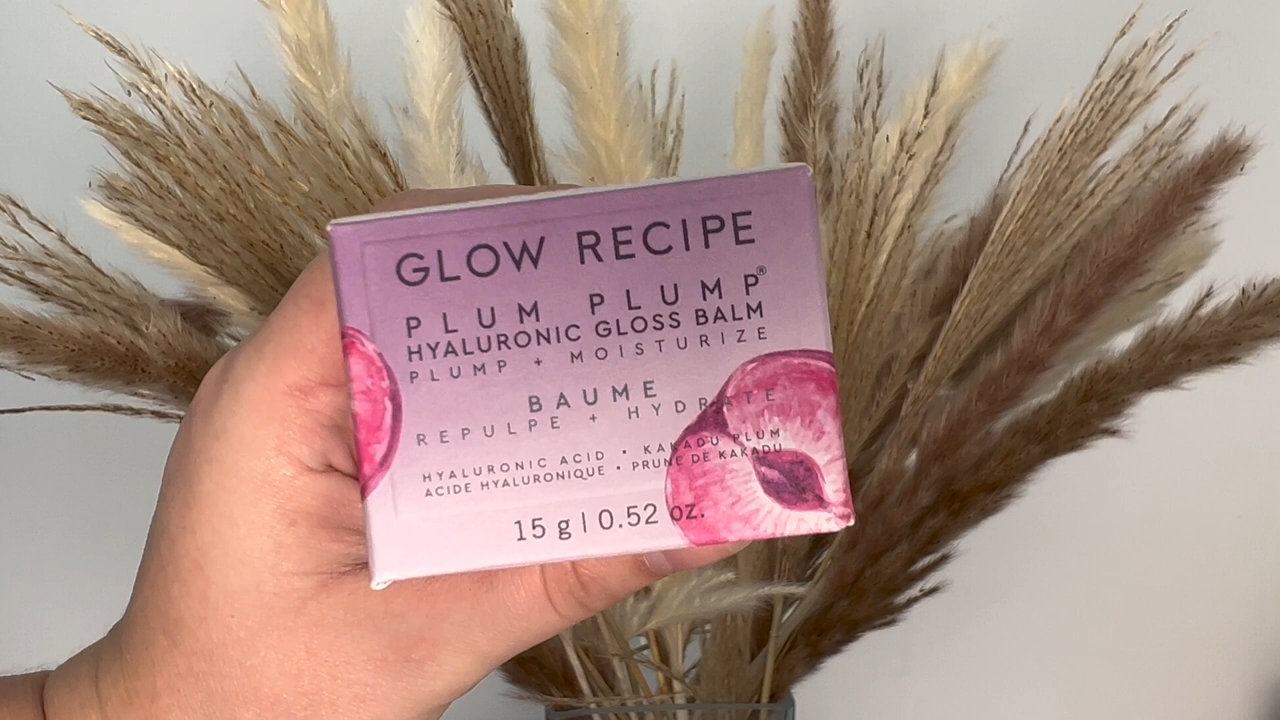 GLOW RECIPE
PLUM PLUMP®
HYALURONIC GLOSS BALM
PLUMP + MOISTURIZE
BAUME
REPULPE + HYDRATE
HYALURONIC ACID • KAKADU PLUM
ACIDE HYALURONIQUE • PRUNE DE KAKADU
15 g | 0.52 oz.